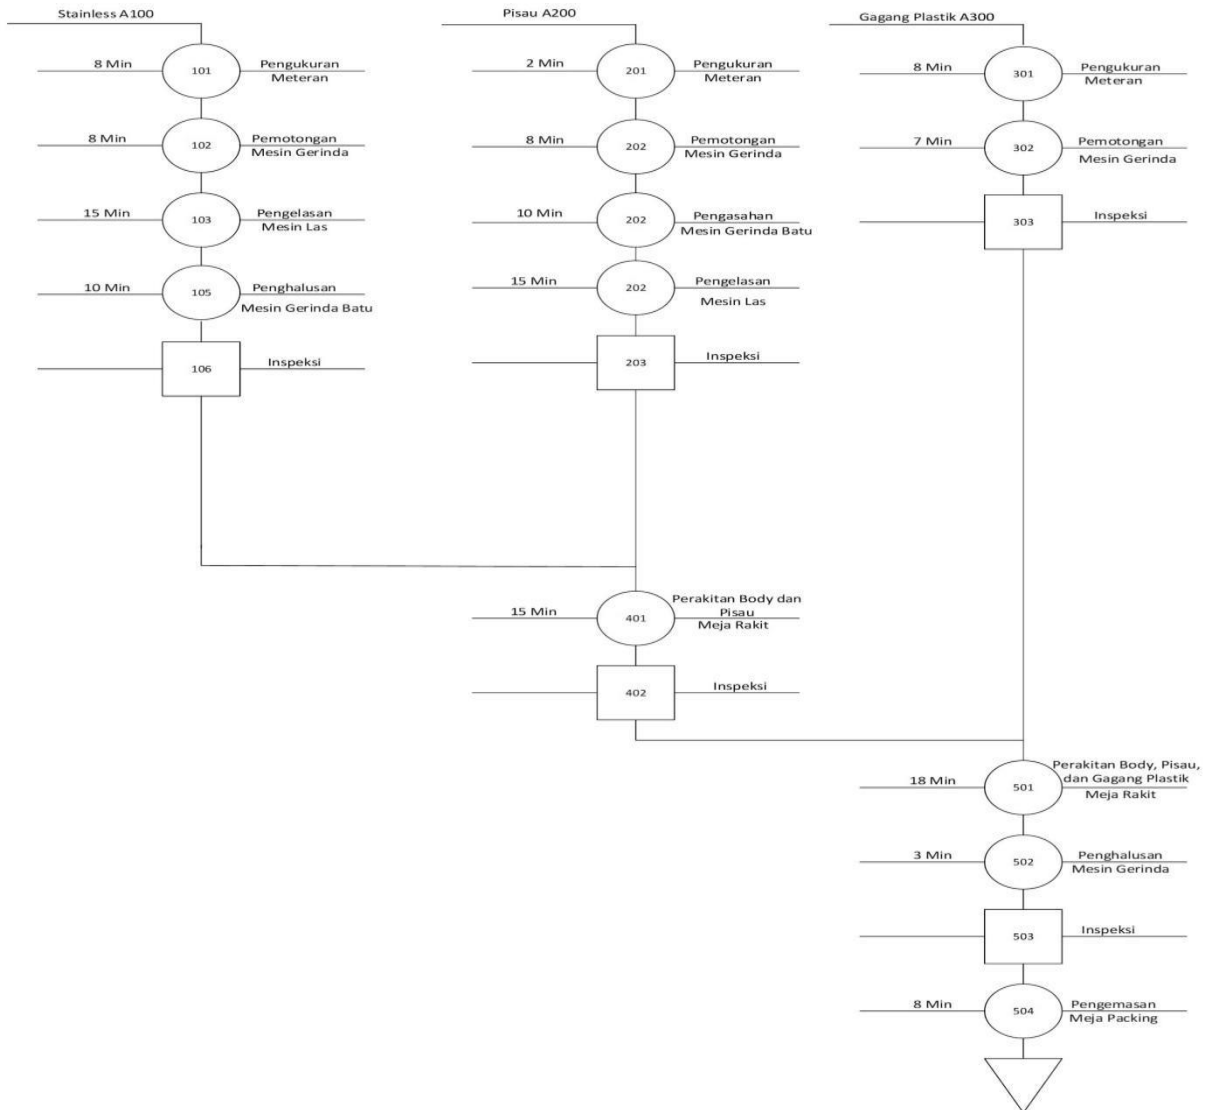 Stainless A100
8 Min
101
Pengukuran
Meteran
8 Min
102
Pemotongan
Mesin Gerinda
15 Min
103
Pengelasan
Mesin Las
10 Min
105
Penghalusan
Mesin Gerinda Batu
106
Inspeksi
Pisau A200
2 Min
201
Pengukuran
Meteran
8 Min
202
Pemotongan
Mesin Gerinda
10 Min
202
Pengasahan
Mesin Gerinda Batu
15 Min
202
Pengelasan
Mesin Las
203
Inspeksi
Gagang Plastik A300
8 Min
301
Pengukuran
Meteran
7 Min
302
Pemotongan
Mesin Gerinda
303
Inspeksi
15 Min
401
Perakitan Body dan
Pisau
Meja Rakit
402
Inspeksi
18 Min
501
Perakitan Body, Pisau,
dan Gagang Plastik
Meja Rakit
3 Min
502
Penghalusan
Mesin Gerinda
503
Inspeksi
8 Min
504
Pengemasan
Meja Packing